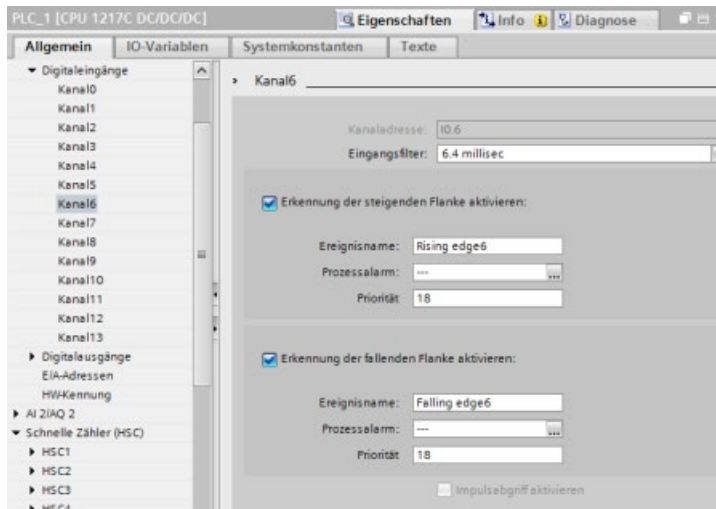 PLC_1 [CPU 1217C DC/DC/DC]
Eigenschaften
Info
Diagnose
Allgemein
IO-Variablen
Systemkonstanten
Texte
Digitaleingänge
Kanal0
Kanal1
Kanal2
Kanal3
Kanal4
Kanal5
Kanal6
Kanal7
Kanal8
Kanal9
Kanal10
Kanal11
Kanal12
Kanal13
Digitalausgänge
E/A-Adressen
HW-Kennung
AI 2/AQ 2
Schnelle Zähler (HSC)
HSC1
HSC2
HSC3
HSC4
Kanal6
Kanaladresse: I0.6
Eingangsfilter: 6.4 millisec
Erkennung der steigenden Flanke aktivieren:
Ereignisname: Rising edge6
Prozessalarm: --- ...
Priorität 18
Erkennung der fallenden Flanke aktivieren:
Ereignisname: Falling edge6
Prozessalarm: --- ...
Priorität 18
Impulsabgriff aktivieren